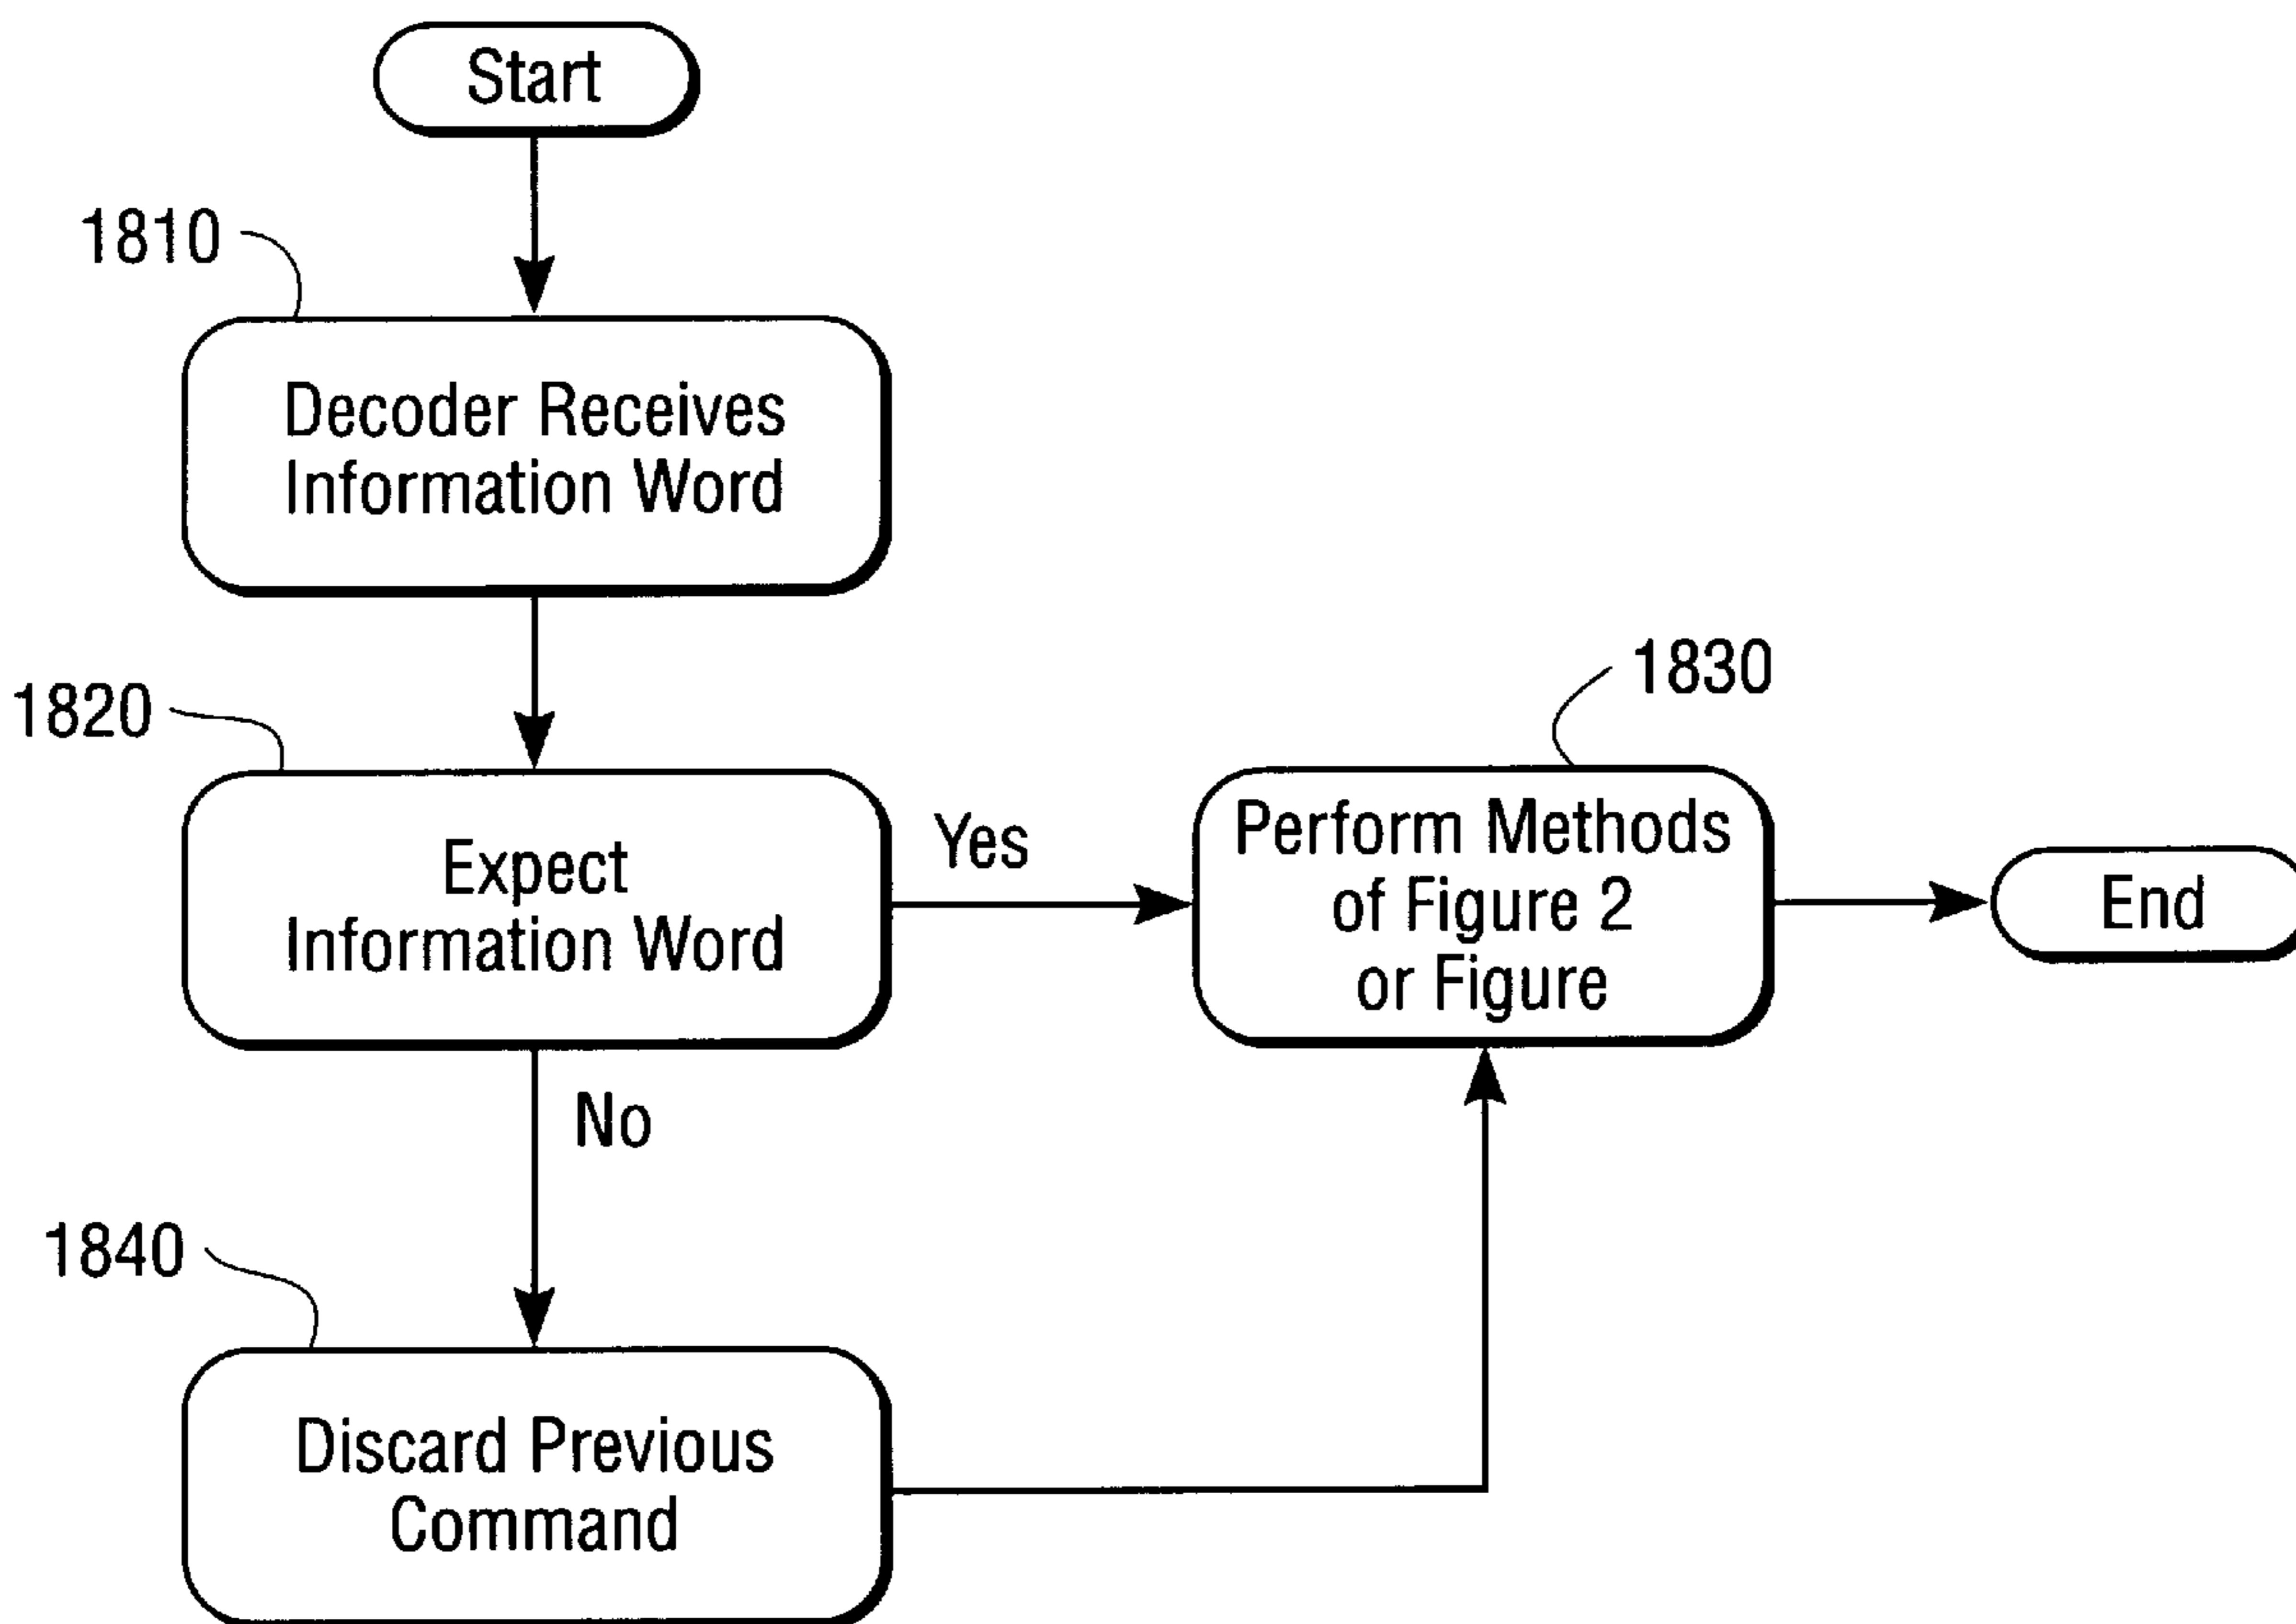 Start
1810
Decoder Receives
Information Word
1820
Expect
Information Word
Yes
1830
Perform Methods
of Figure 2
or Figure
End
No
1840
Discard Previous
Command